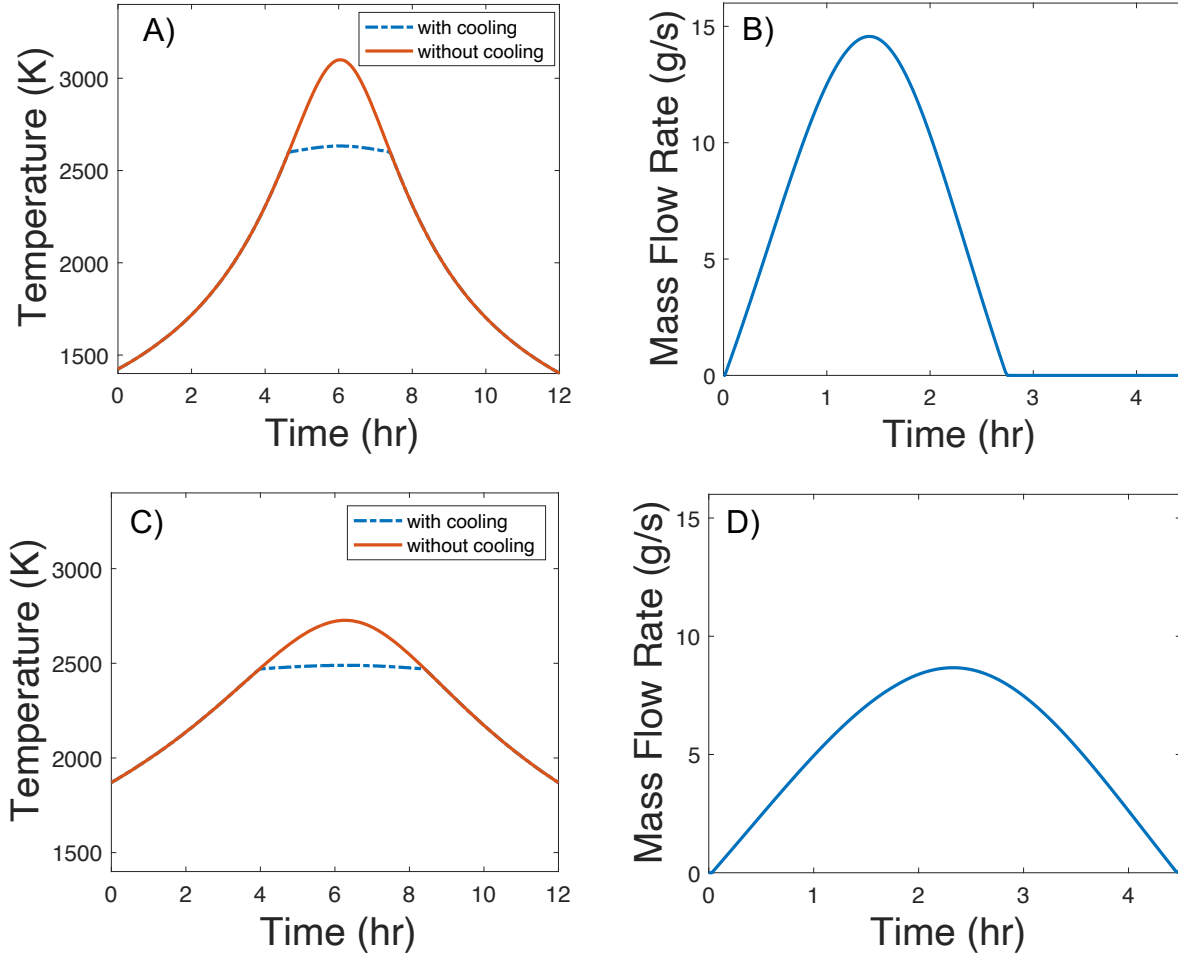 A)
with cooling
without cooling
3000
2500
2000
1500
0 2 4 6 8 10 12
Temperature (K)
Time (hr)
B)
15
10
5
0
0 1 2 3 4
Mass Flow Rate (g/s)
Time (hr)
C)
with cooling
without cooling
3000
2500
2000
1500
0 2 4 6 8 10 12
Temperature (K)
Time (hr)
D)
15
10
5
0
0 1 2 3 4
Mass Flow Rate (g/s)
Time (hr)